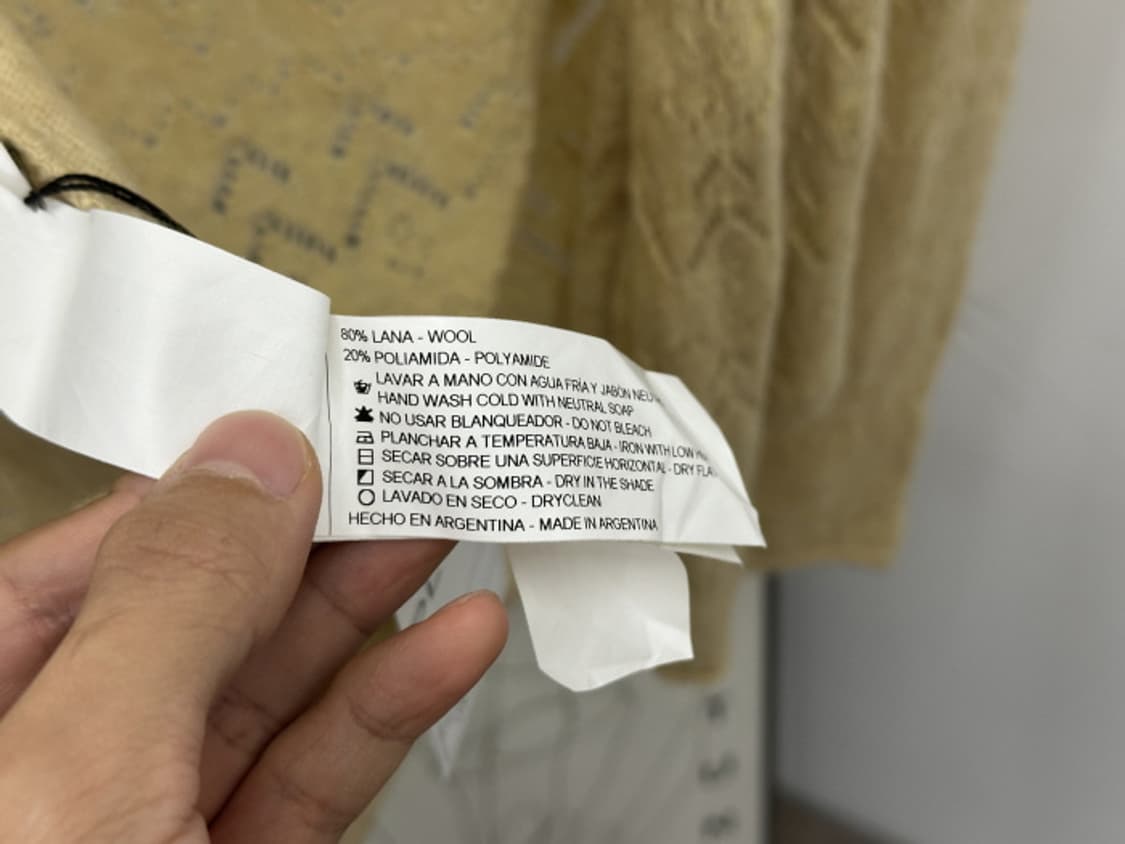 80% LANA - WOOL
20% POLIAMIDA - POLYAMIDE
LAVAR A MANO CON AGUA FRÍA Y JABÓN
HAND WASH COLD WITH NEUTRAL SOAP
NO USAR BLANQUEADOR - DO NOT BLEACH
PLANCHAR A TEMPERATURA BAJA - IRON WITH LOW
SECAR SOBRE UNA SUPERFICIE HORIZONTAL - DRY
SECAR A LA SOMBRA - DRY IN THE SHADE
LAVADO EN SECO - DRYCLEAN
HECHO EN ARGENTINA - MADE IN ARGENTINA